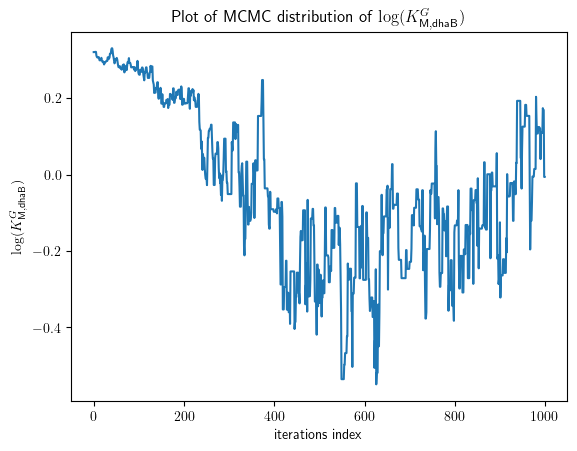 Plot of MCMC distribution of log(K^G_M,dhaB)
0.2
0.0
−0.2
−0.4
log(K^G_M,dhaB)
0 200 400 600 800 1000
iterations index